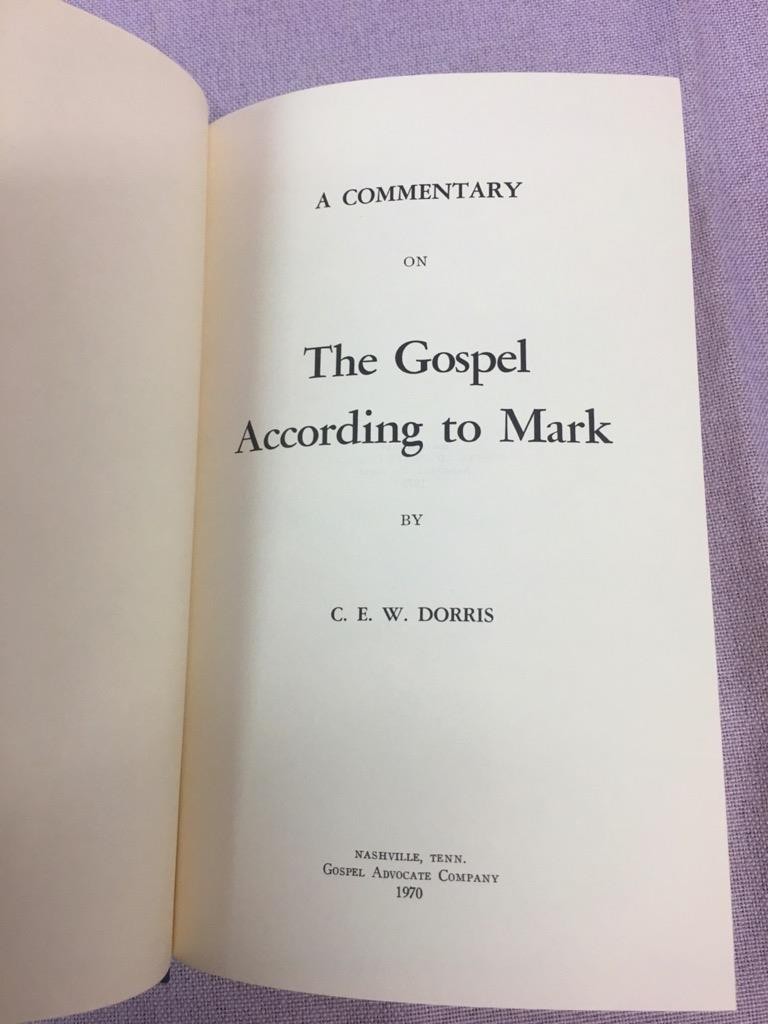 A COMMENTARY
ON
The Gospel
According to Mark
BY
C. E. W. DORRIS
NASHVILLE, TENN.
GOSPEL ADVOCATE COMPANY
1970